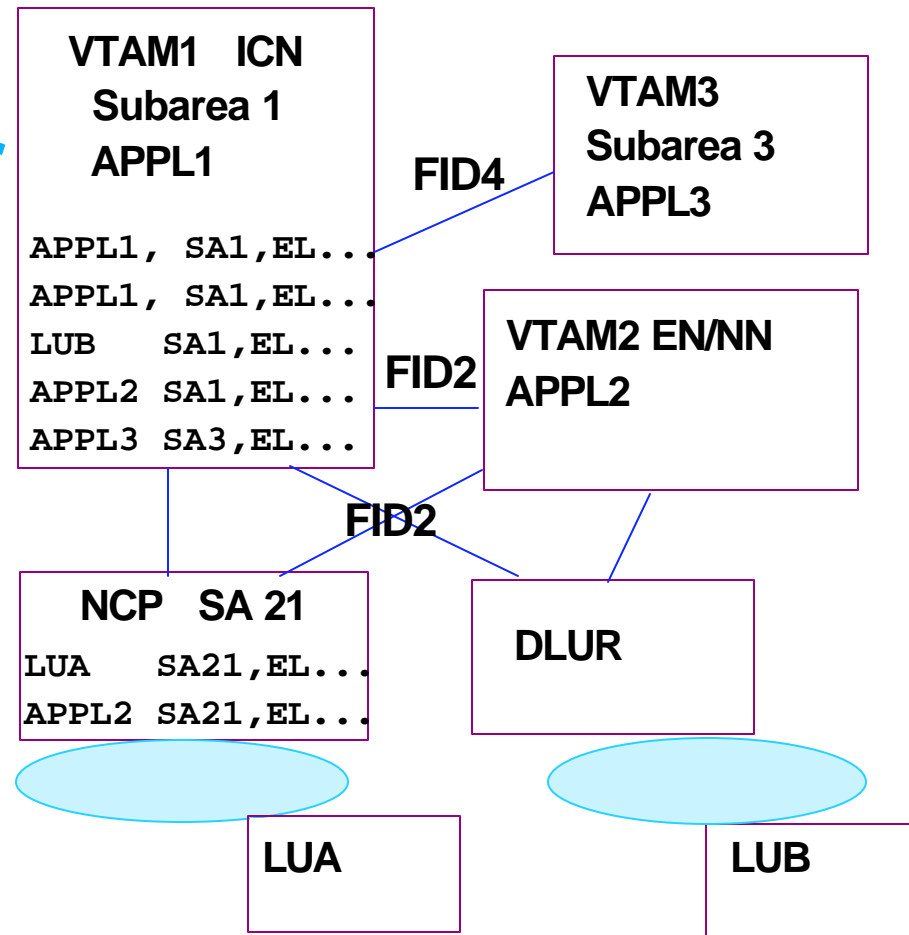 VTAM1 ICN
Subarea 1
APPL1
APPL1, SA1,EL...
APPL1, SA1,EL...
LUB SA1,EL...
APPL2 SA1,EL...
APPL3 SA3,EL...
FID4
VTAM3
Subarea 3
APPL3
FID2
VTAM2 EN/NN
APPL2
FID2
NCP SA 21
LUA SA21,EL...
APPL2 SA21,EL...
DLUR
LUA
LUB